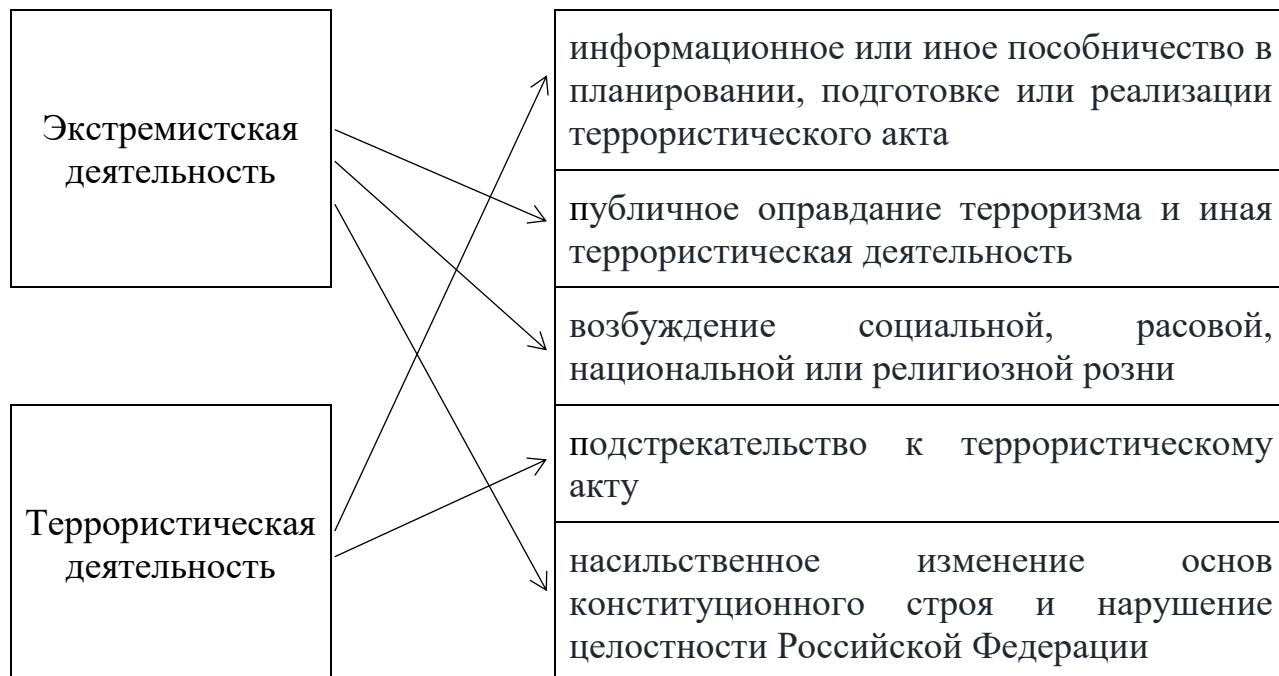 Экстремистская
деятельность
Террористическая
деятельность
информационное или иное пособничество в
планировании, подготовке или реализации
террористического акта
публичное оправдание терроризма и иная
террористическая деятельность
возбуждение социальной, расовой,
национальной или религиозной розни
подстрекательство к террористическому
акту
насильственное изменение основ
конституционного строя и нарушение
целостности Российской Федерации